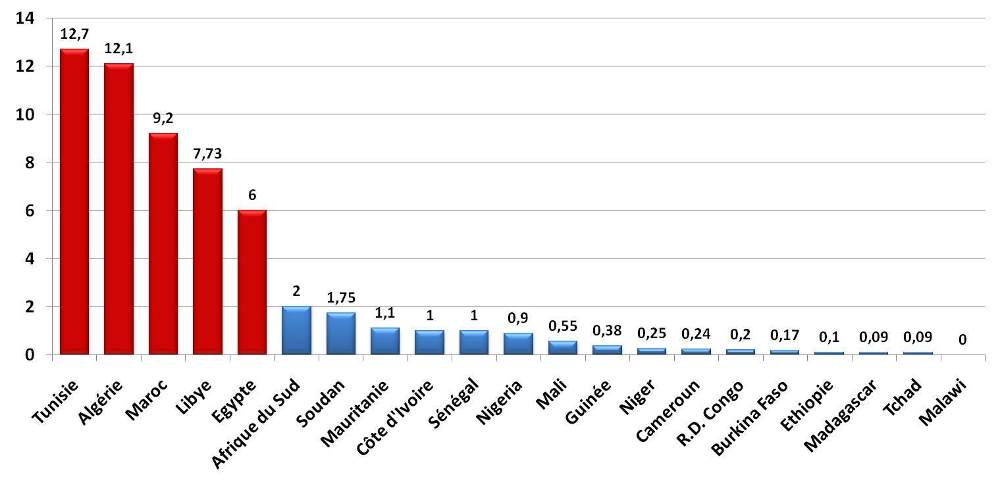 14
12
10
8
6
4
2
0
12,7
12,1
9,2
7,73
6
2
1,75
1,1
1
1
0,9
0,55
0,38
0,25
0,24
0,2
0,17
0,1
0,09
0,09
0
Tunisie
Algérie
Maroc
Libye
Egypte
Afrique du Sud
Soudan
Mauritanie
Côte d'Ivoire
Sénégal
Nigeria
Mali
Guinée
Niger
Cameroun
R.D. Congo
Burkina Faso
Ethiopie
Madagascar
Tchad
Malawi